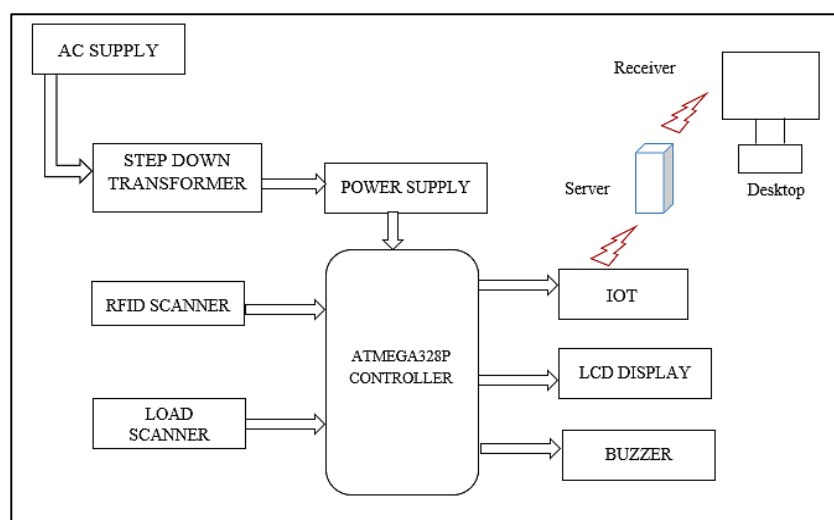 AC SUPPLY
Receiver
STEP DOWN
TRANSFORMER
POWER SUPPLY
Server
Desktop
RFID SCANNER
IOT
ATMEGA328P
CONTROLLER
LCD DISPLAY
LOAD
SCANNER
BUZZER